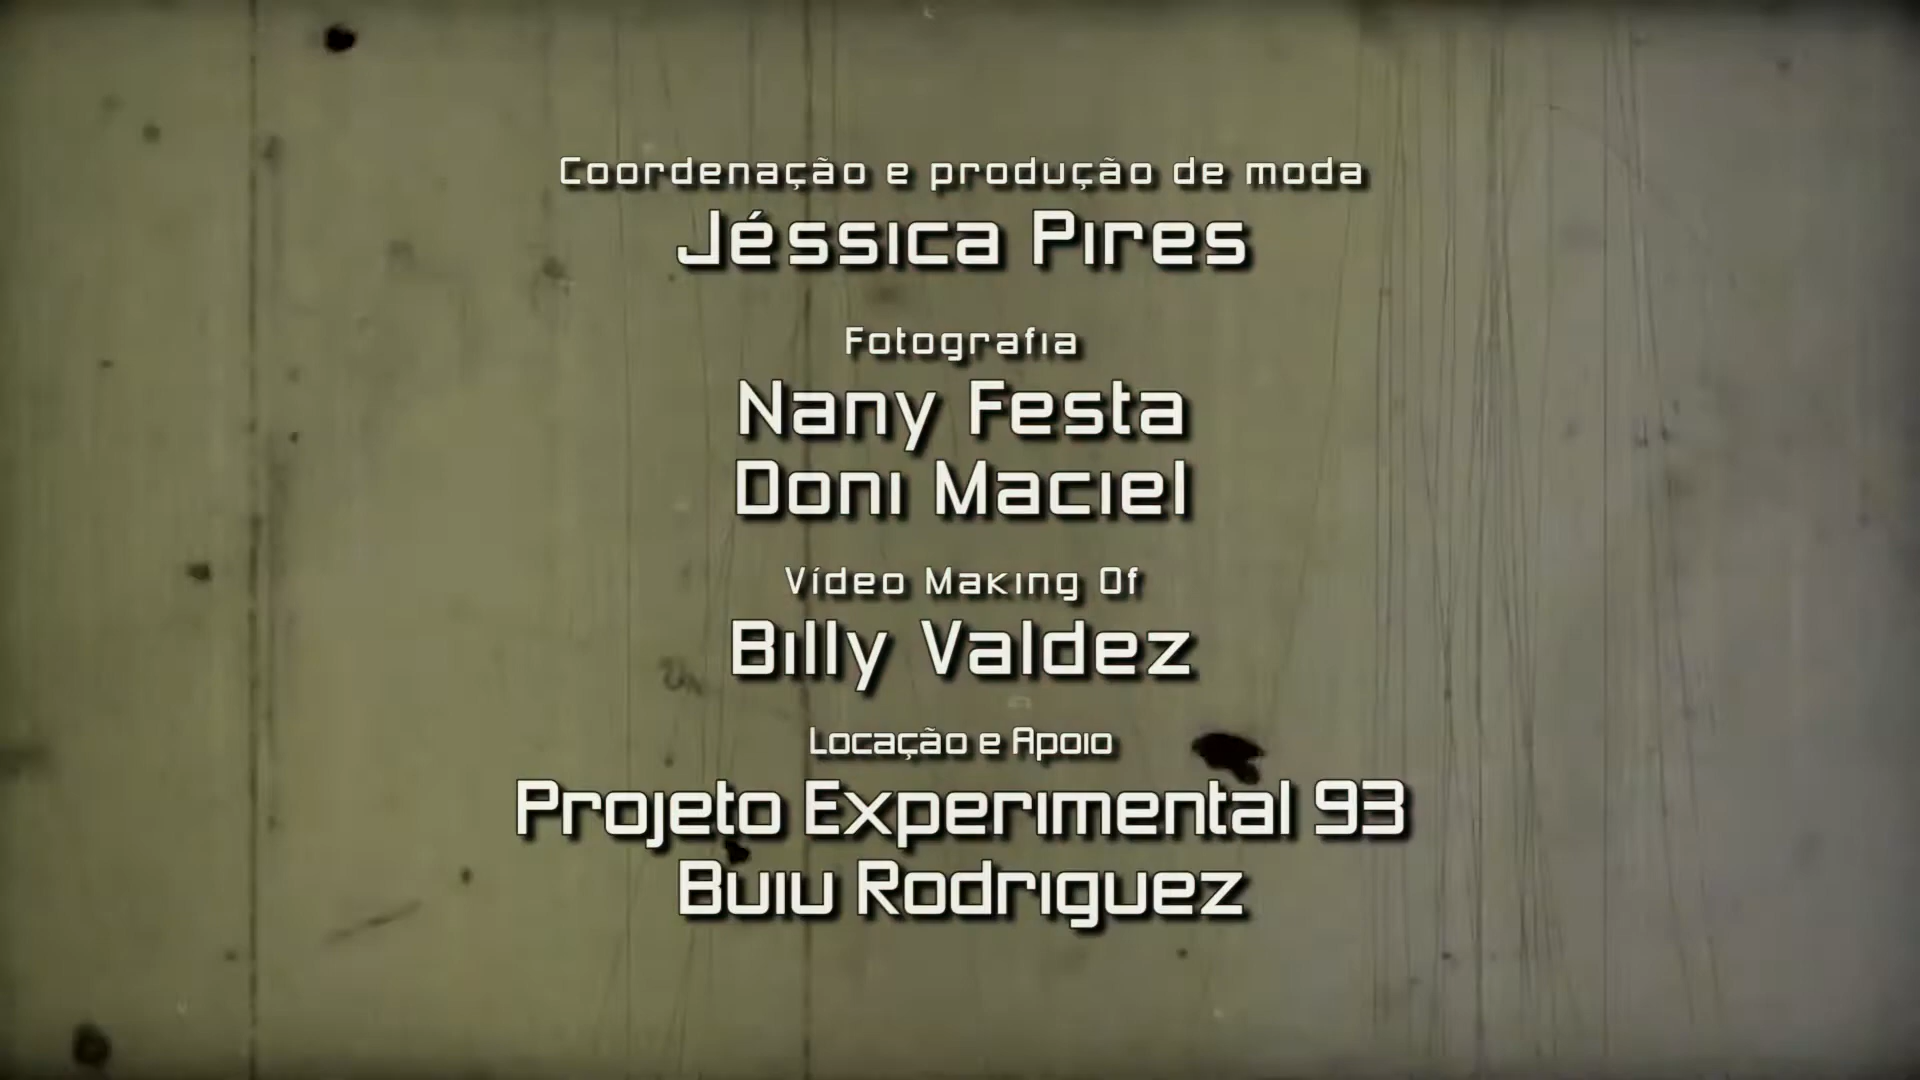 Coordenação e produção de moda
Jéssica Pires
Fotografia
Nany Festa
Doni Maciel
Vídeo Making Of
Billy Valdez
Locação e Apoio
Projeto Experimental 93
Buiu Rodriguez